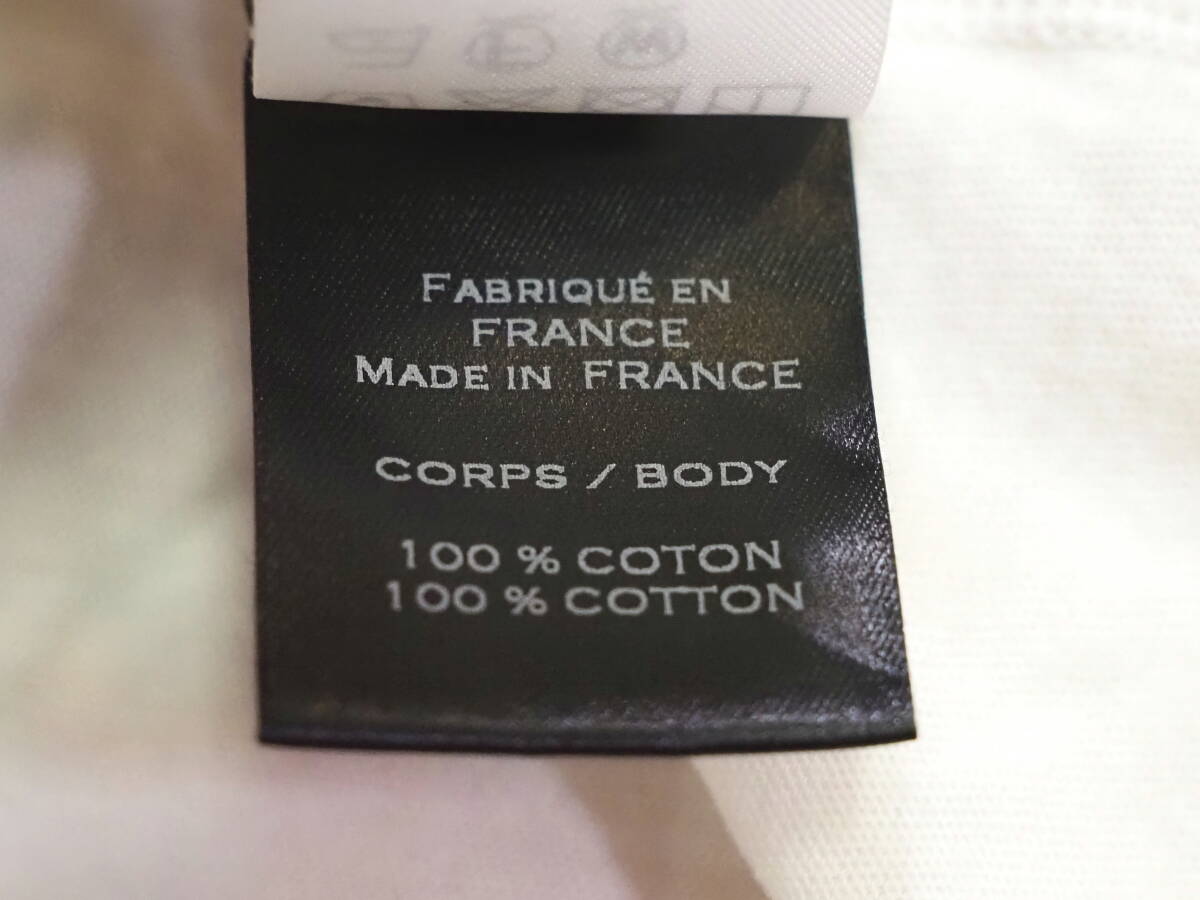 FABRIQUÉ EN
FRANCE
MADE IN FRANCE
CORPS / BODY
100 % COTON
100 % COTTON